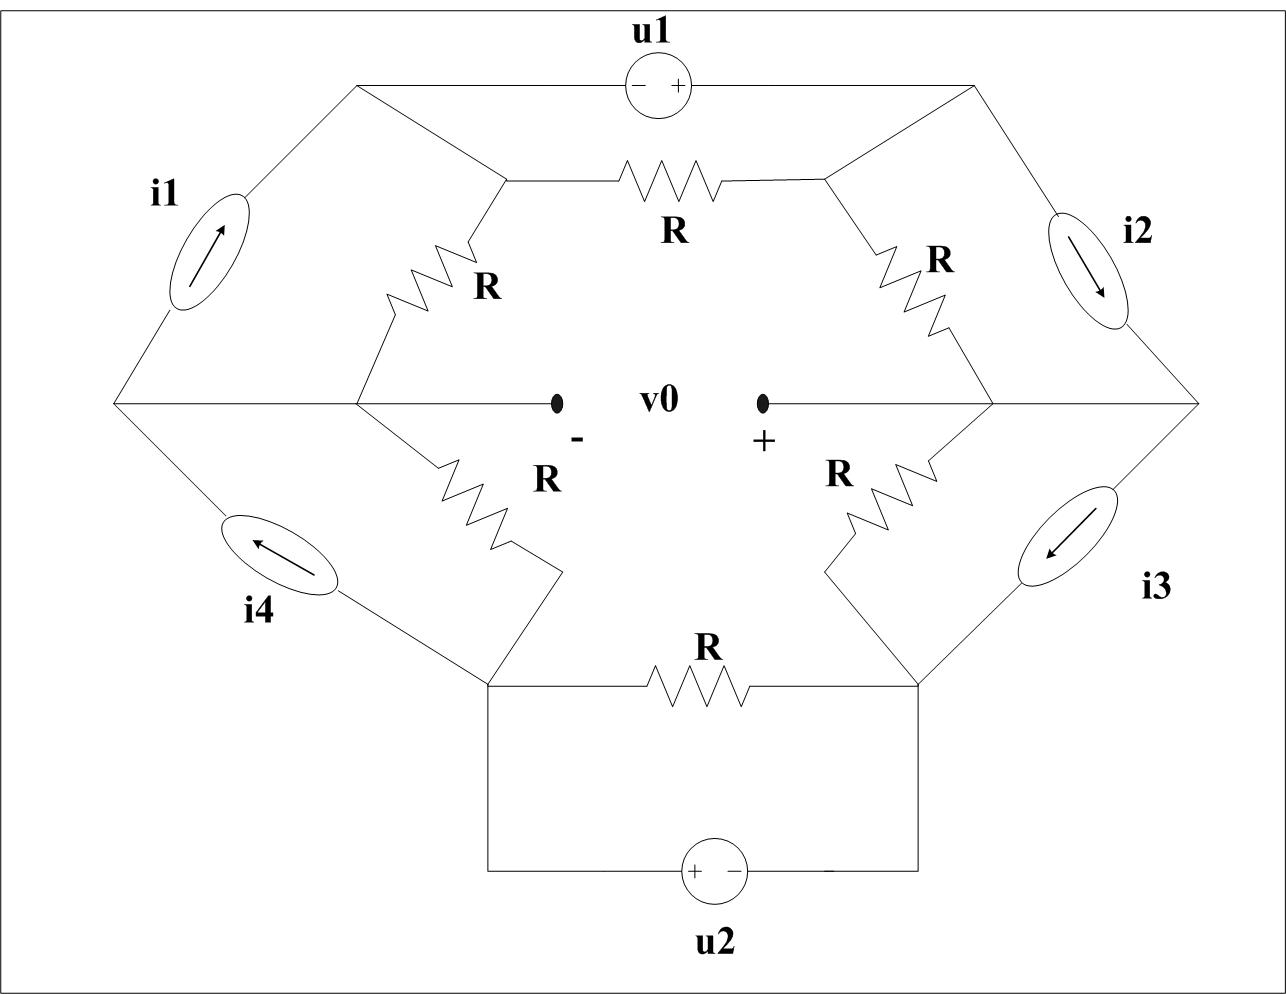 u1
- +
i1
R
i2
R
R
v0
- +
R
R
i4
i3
R
+ -
u2